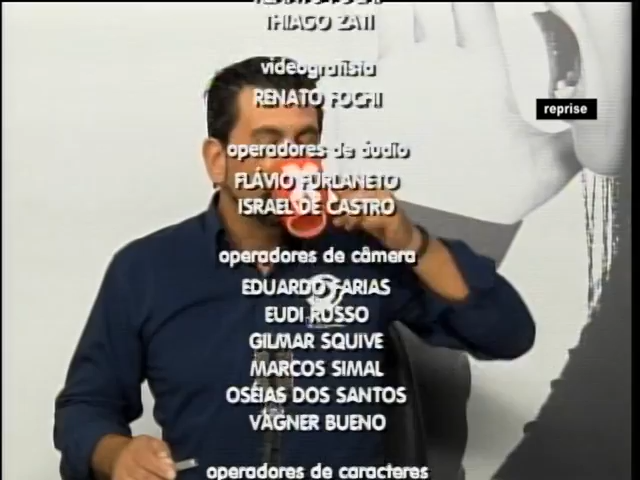 THIAGO ZATI
videografista
RENATO FOCHI
reprise
operadores de áudio
FLÁVIO FURLANETO
ISRAEL DE CASTRO
operadores de câmera
EDUARDO FARIAS
EUDI RUSSO
GILMAR SQUIVE
MARCOS SIMAL
OSÉIAS DOS SANTOS
VAGNER BUENO
operadores de caracteres